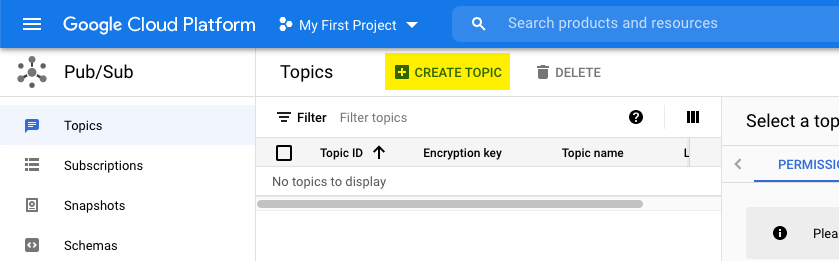 Google Cloud Platform My First Project Search products and resources
Pub/Sub Topics CREATE TOPIC DELETE
Topics
Subscriptions
Snapshots
Schemas
Filter Filter topics
Topic ID Encryption key Topic name L
No topics to display
Select a top
PERMISSIO
Plea